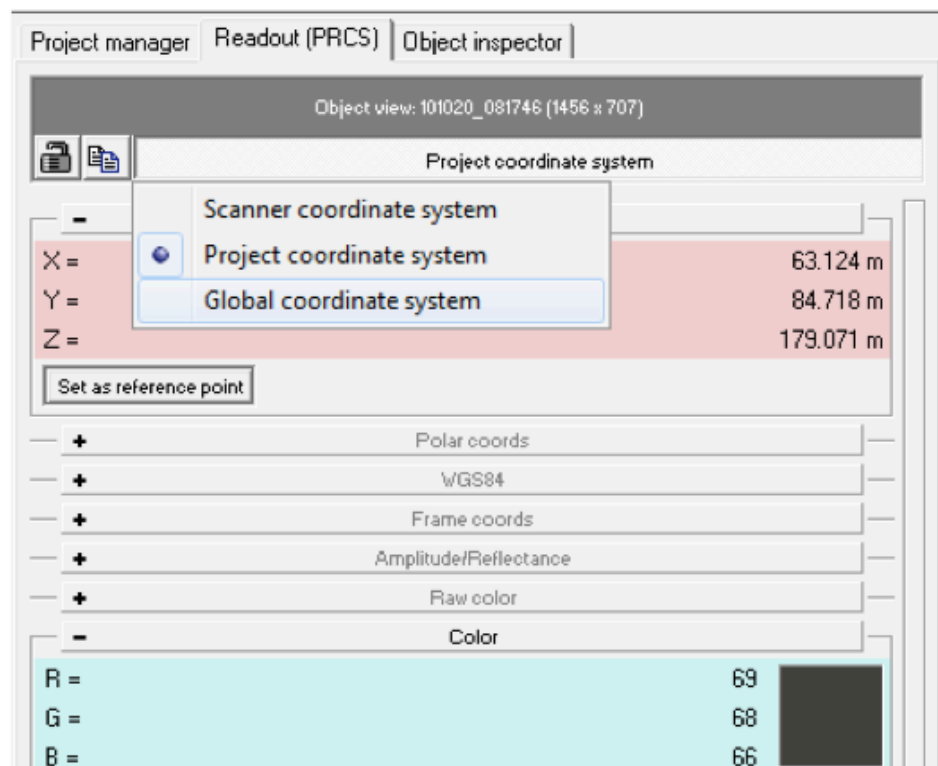 Project manager Readout (PRCS) Object inspector
Object view: 101020_081746 (1456 x 707)
Project coordinate system
Scanner coordinate system
Project coordinate system
Global coordinate system
X = 63.124 m
Y = 84.718 m
Z = 179.071 m
Set as reference point
Polar coords
WGS84
Frame coords
Amplitude/Reflectance
Raw color
Color
R = 69
G = 68
B = 66